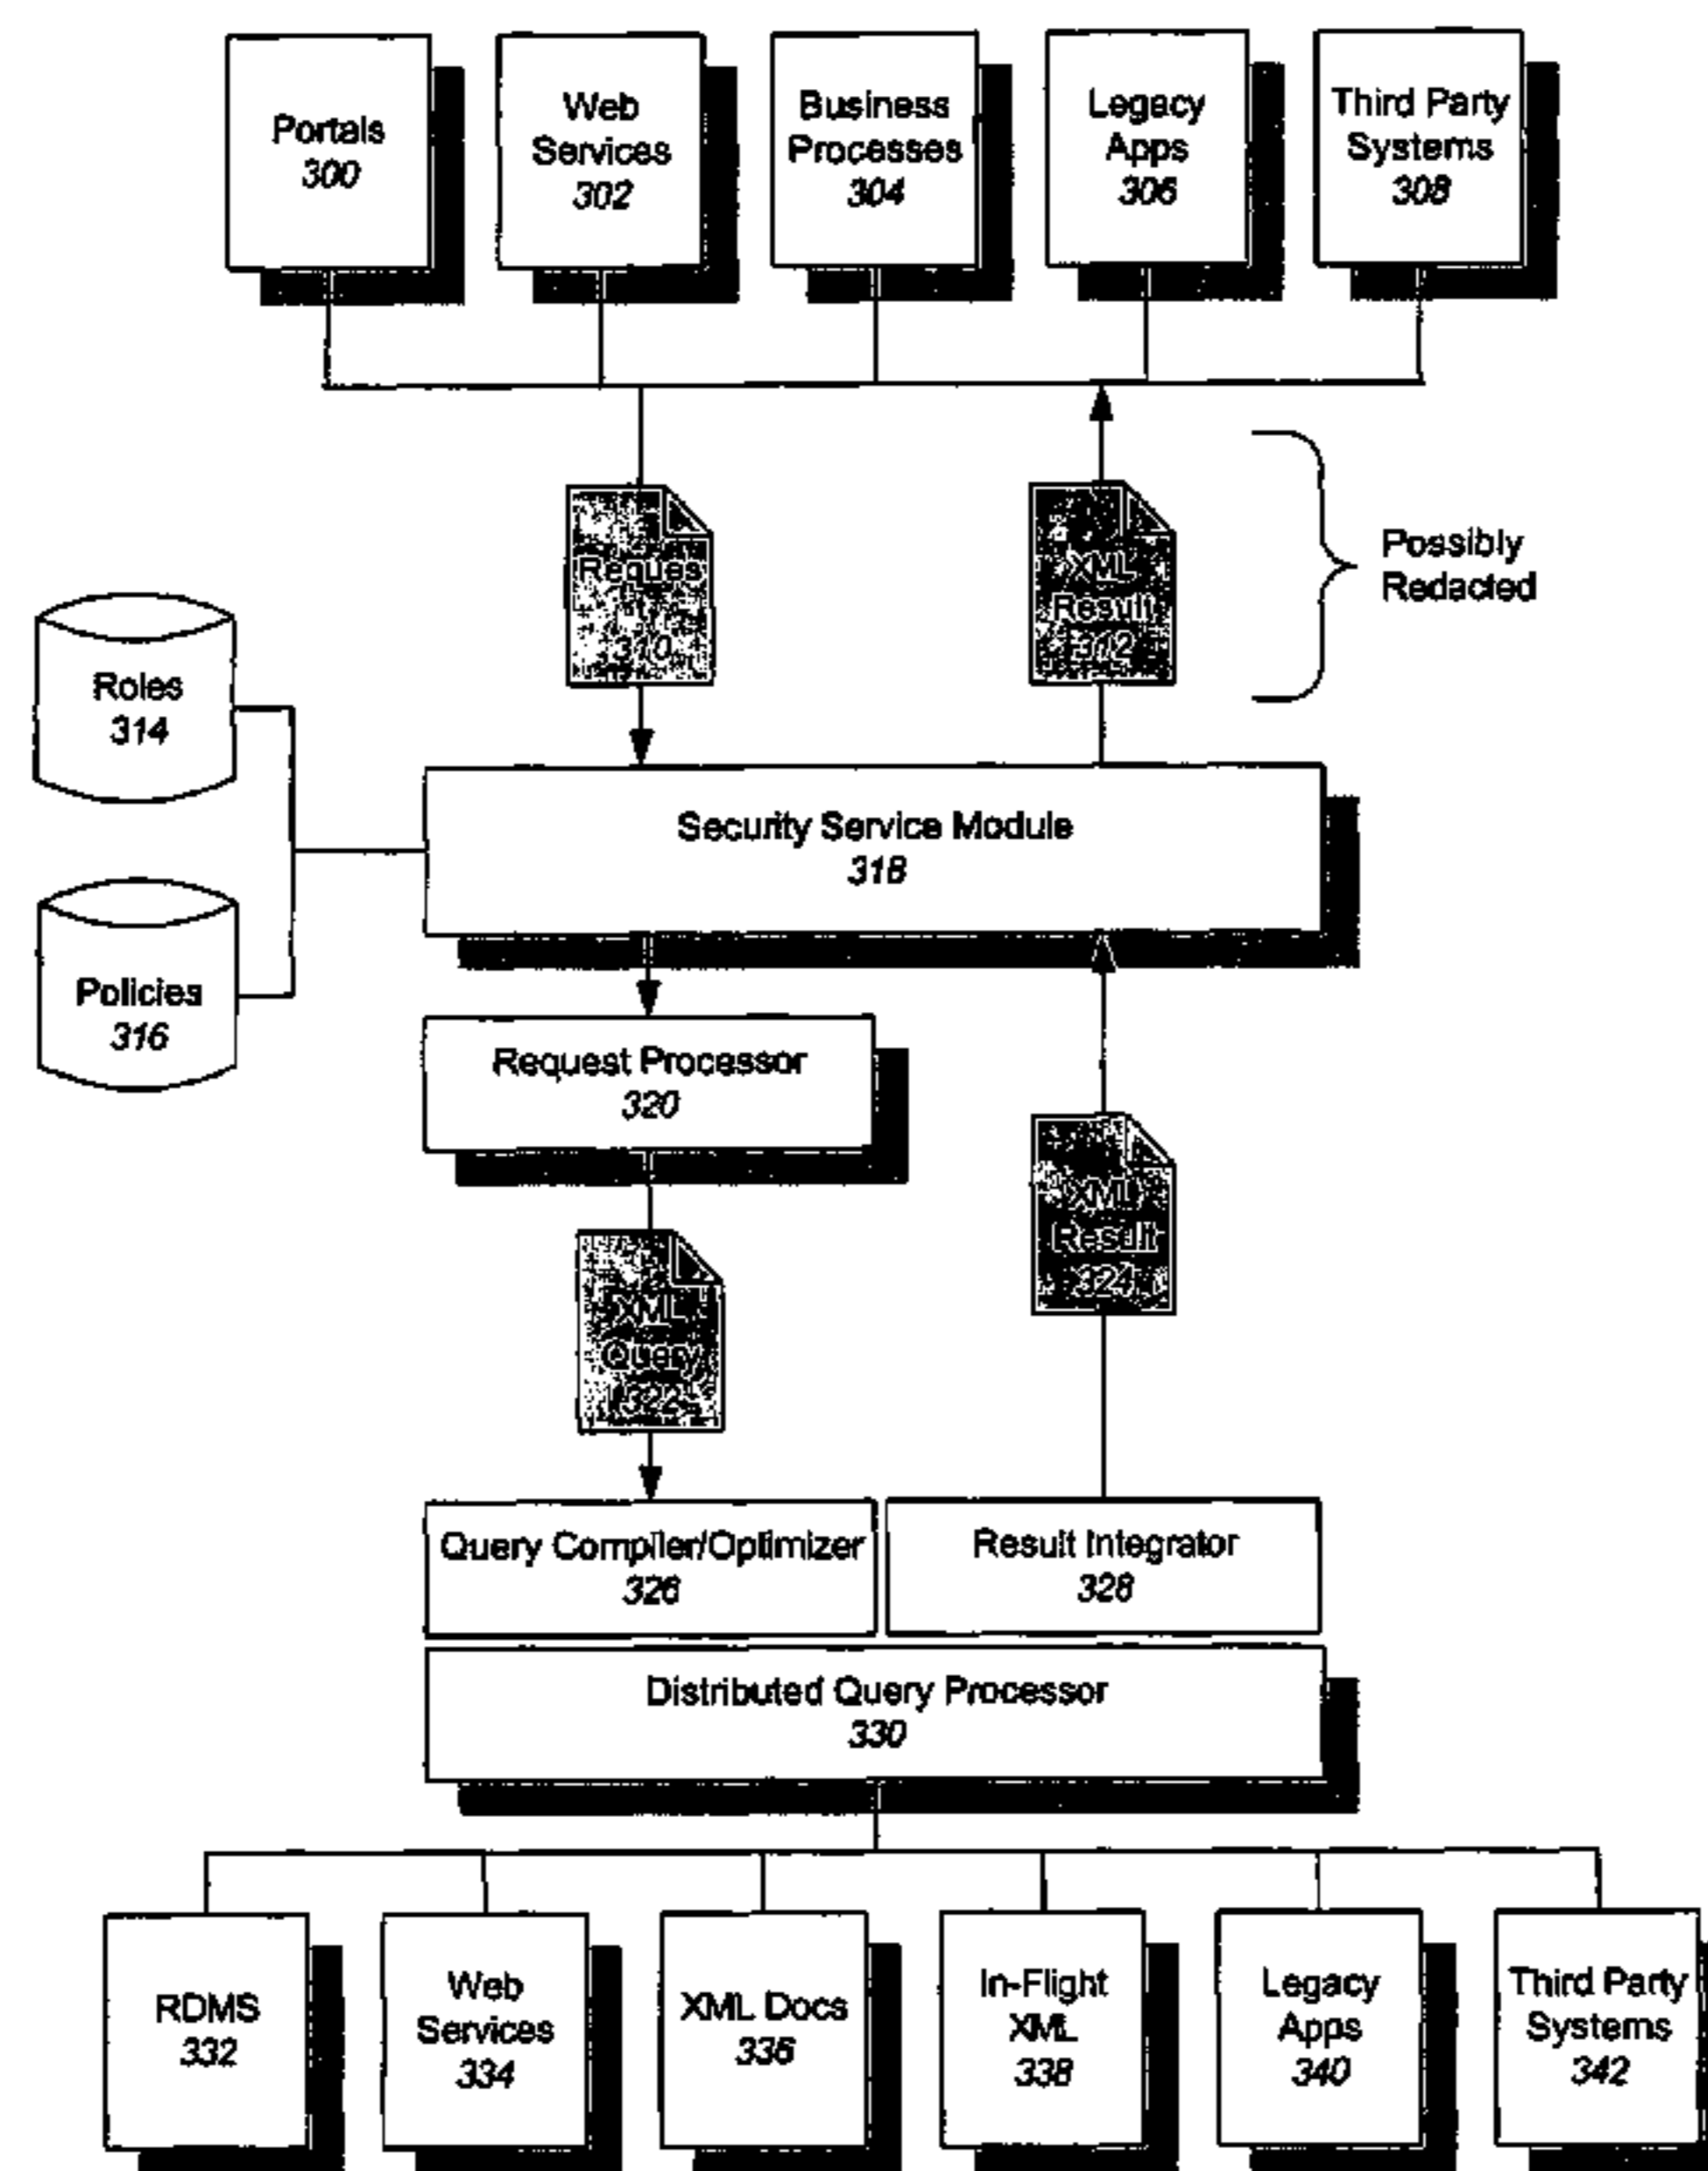 Portals
300
Web
Services
302
Business
Processes
304
Legacy
Apps
306
Third Party
Systems
308
Reques
t
310
XML
Result
312
Possibly
Redacted
Roles
314
Policies
316
Security Service Module
318
Request Processor
320
XML
Query
322
XML
Result
324
Query Compiler/Optimizer
326
Result Integrator
328
Distributed Query Processor
330
RDMS
332
Web
Services
334
XML Docs
336
In-Flight
XML
338
Legacy
Apps
340
Third Party
Systems
342